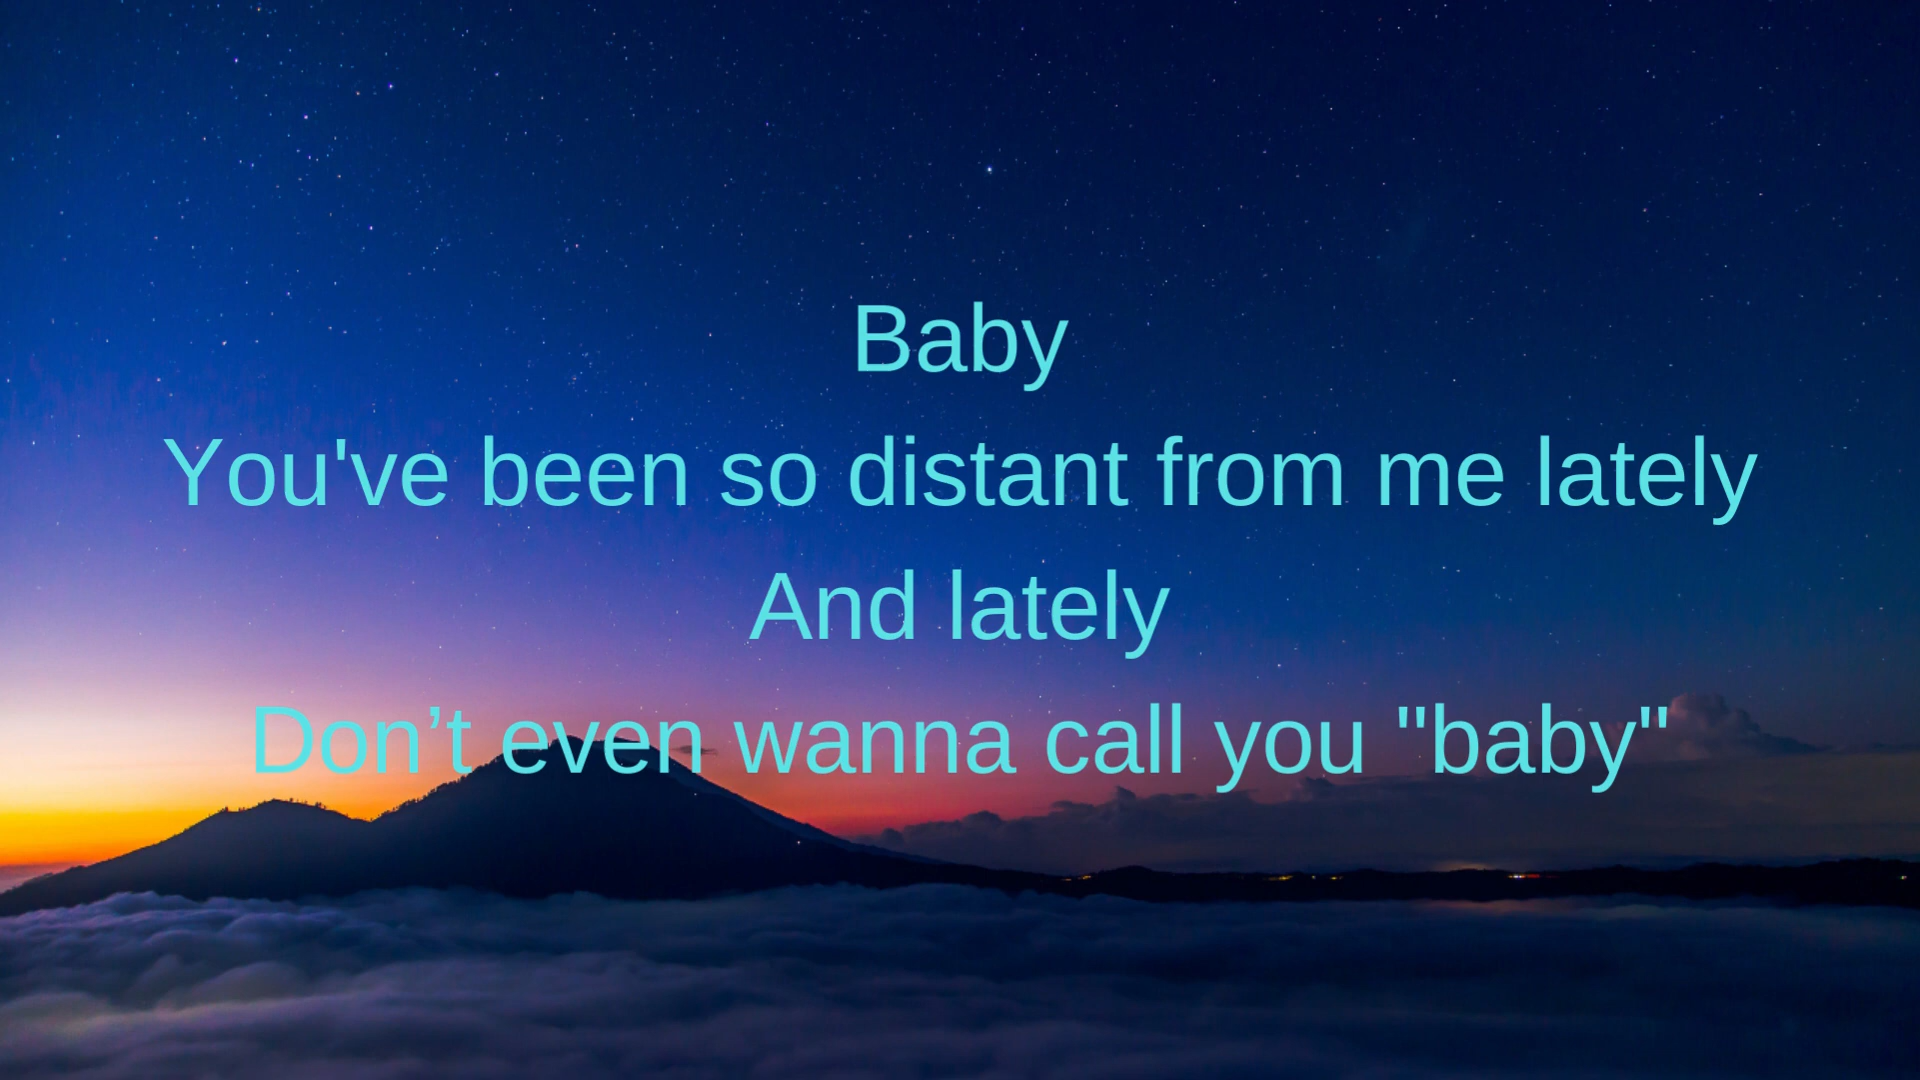 Baby
You've been so distant from me lately
And lately
Don’t even wanna call you "baby"